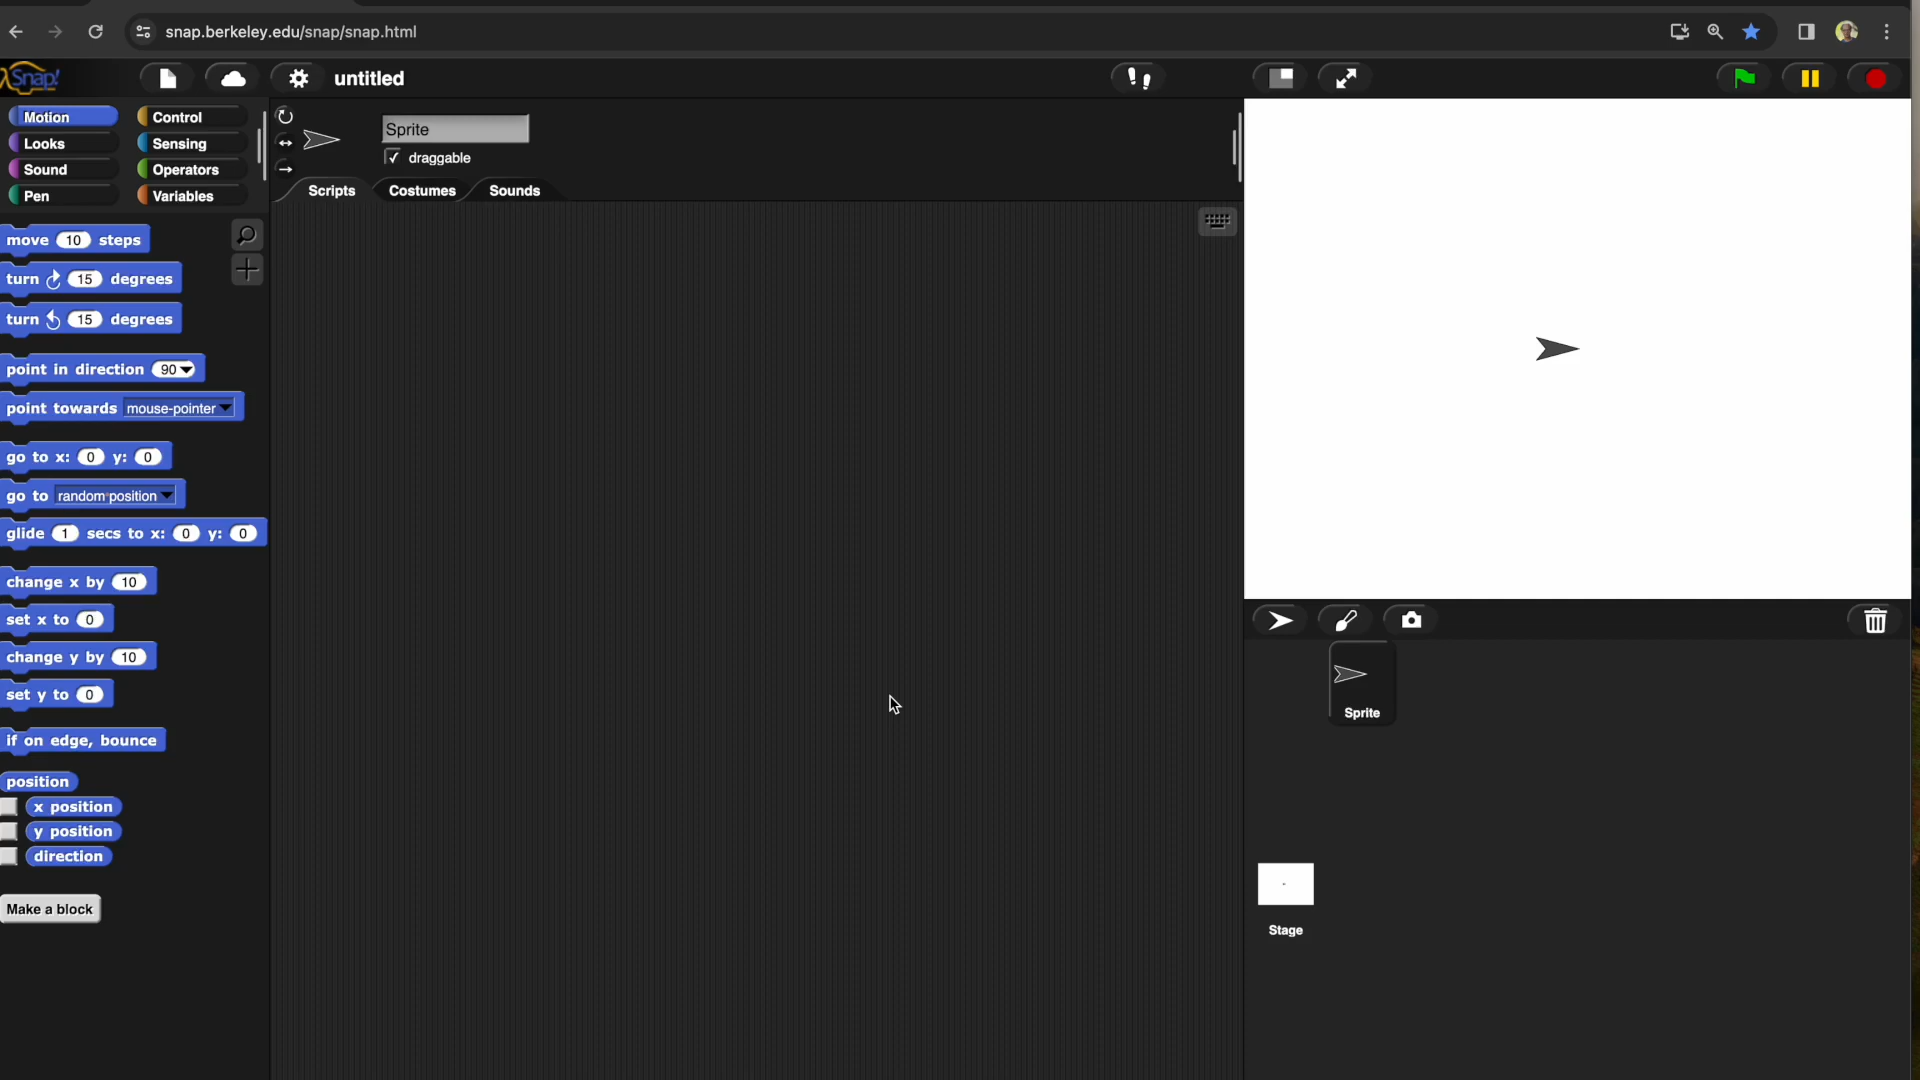 snap.berkeley.edu/snap/snap.html
Snap!
untitled
Motion
Control
Looks
Sensing
Sound
Operators
Pen
Variables
Sprite
draggable
Scripts
Costumes
Sounds
move 10 steps
turn 15 degrees
turn 15 degrees
point in direction 90
point towards mouse-pointer
go to x: 0 y: 0
go to random position
glide 1 secs to x: 0 y: 0
change x by 10
set x to 0
change y by 10
set y to 0
if on edge, bounce
position
x position
y position
direction
Make a block
Sprite
Stage